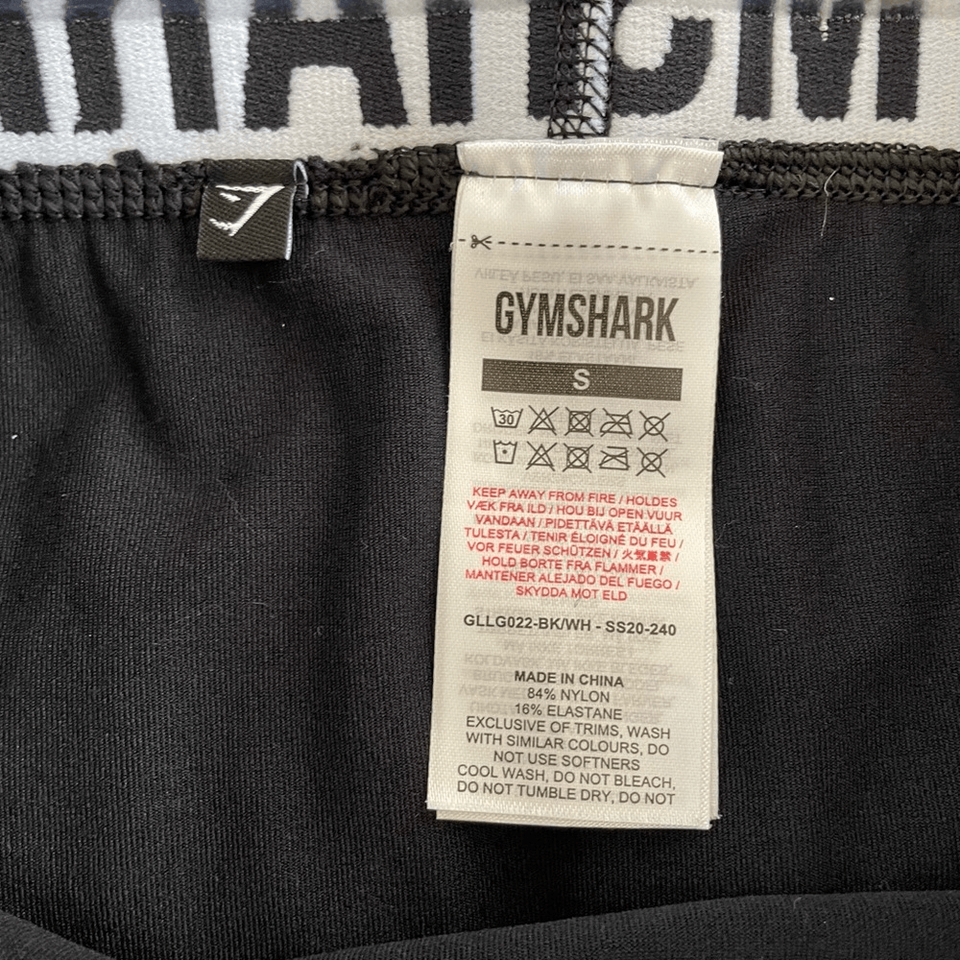 GYMSHARK
S
30
KEEP AWAY FROM FIRE / HOLDES
VÆK FRA ILD / HOU BIJ OPEN VUUR
VANDAAN / PIDETTÄVÄ ETÄÄLLÄ
TULESTA / TENIR ÉLOIGNÉ DU FEU /
VOR FEUER SCHÜTZEN / 火気厳禁 /
HOLD BORTE FRA FLAMMER /
MANTENER ALEJADO DEL FUEGO /
SKYDDA MOT ELD
GLLG022-BK/WH - SS20-240
MADE IN CHINA
84% NYLON
16% ELASTANE
EXCLUSIVE OF TRIMS, WASH
WITH SIMILAR COLOURS, DO
NOT USE SOFTNERS
COOL WASH, DO NOT BLEACH,
DO NOT TUMBLE DRY, DO NOT